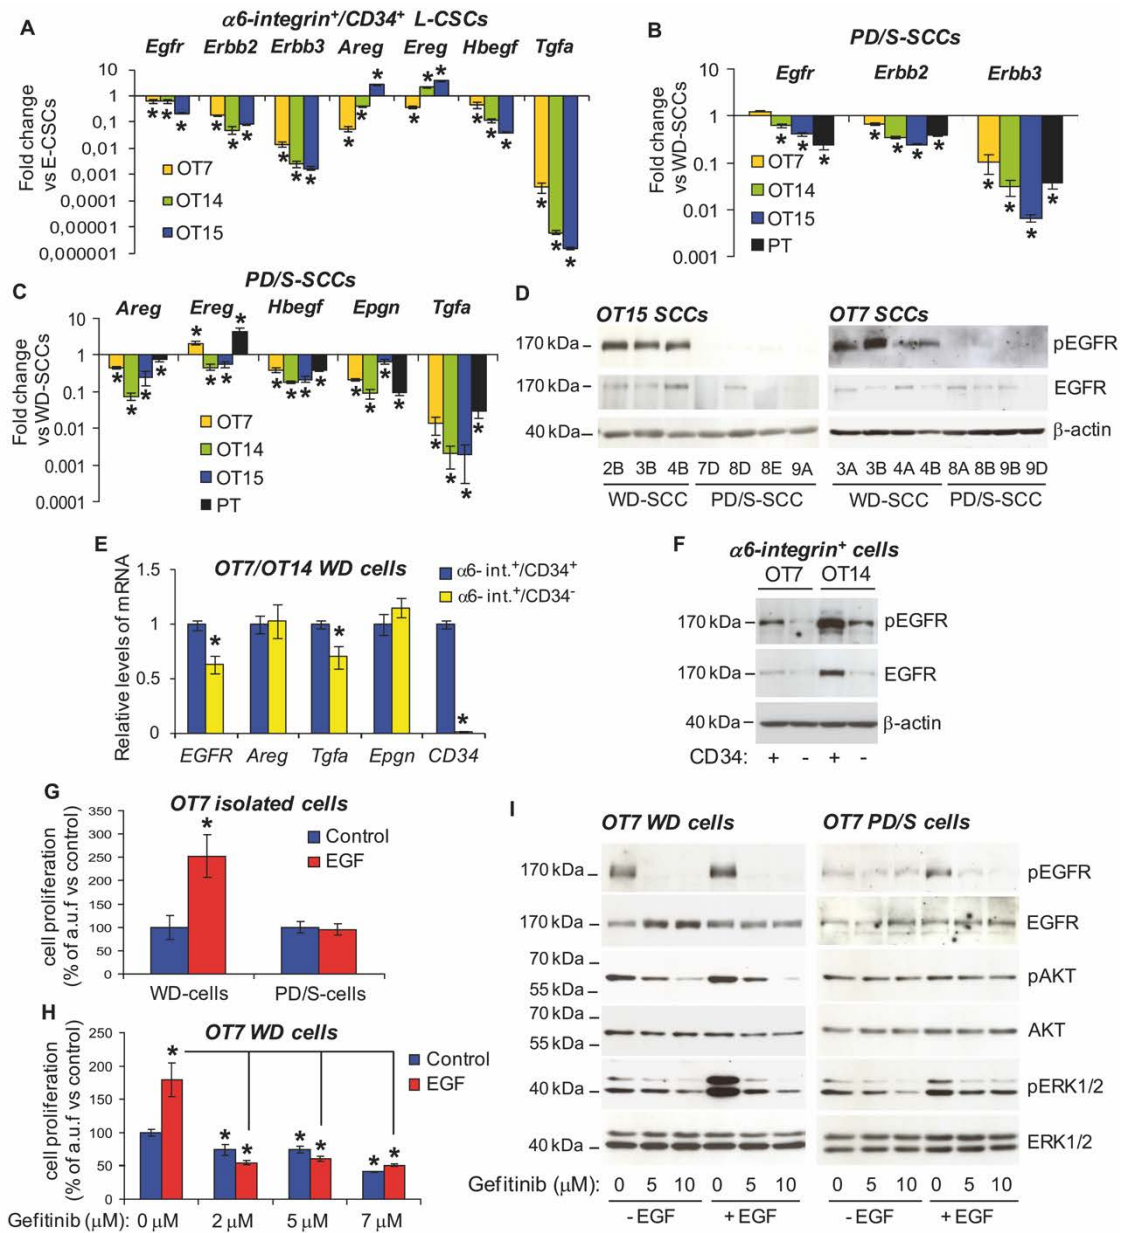 A
α6-integrin+/CD34+ L-CSCs
Egfr Erbb2 Erbb3 Areg Ereg Hbegf Tgfa
Fold change
vs E-CSCs
10
1
0,1
0,01
0,001
0,0001
0,00001
0,000001
OT7
OT14
OT15
* * * * * * * * * * * * * * * * * * * * *
B
PD/S-SCCs
Egfr Erbb2 Erbb3
Fold change
vs WD-SCCs
10
1
0.1
0.01
0.001
OT7
OT14
OT15
PT
* * * * * * * * * * *
C
PD/S-SCCs
Areg Ereg Hbegf Epgn Tgfa
Fold change
vs WD-SCCs
10
1
0.1
0.01
0.001
0.0001
OT7
OT14
OT15
PT
* * * * * * * * * * * * * * * * * * * *
D
OT15 SCCs OT7 SCCs
170 kDa pEGFR
170 kDa EGFR
40 kDa β-actin
2B 3B 4B 7D 8D 8E 9A 3A 3B 4A 4B 8A 8B 9B 9D
WD-SCC PD/S-SCC WD-SCC PD/S-SCC
E
OT7/OT14 WD cells
α6- int.+/CD34+
α6- int.+/CD34-
Relative levels of mRNA
1.5
1
0.5
0
* * *
EGFR Areg Tgfa Epgn CD34
F
α6-integrin+ cells
OT7 OT14
170 kDa pEGFR
170 kDa EGFR
40 kDa β-actin
CD34: + - + -
G
OT7 isolated cells
cell proliferation
(% of a.u.f vs control)
350
300
250
200
150
100
50
0
*
Control
EGF
WD-cells PD/S-cells
H
OT7 WD cells
cell proliferation
(% of a.u.f vs control)
250
200
150
100
50
0
Control
EGF
* * * * * * *
Gefitinib (µM): 0 µM 2 µM 5 µM 7 µM
I
OT7 WD cells OT7 PD/S cells
170 kDa pEGFR
170 kDa EGFR
70 kDa
55 kDa pAKT
70 kDa
55 kDa AKT
40 kDa pERK1/2
40 kDa ERK1/2
Gefitinib (µM): 0 5 10 0 5 10 0 5 10 0 5 10
- EGF + EGF - EGF + EGF